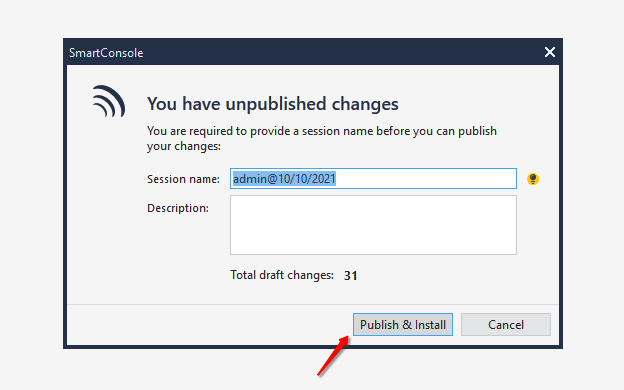 SmartConsole
You have unpublished changes
You are required to provide a session name before you can publish
your changes:
Session name: admin@10/10/2021
Description:
Total draft changes: 31
Publish & Install Cancel